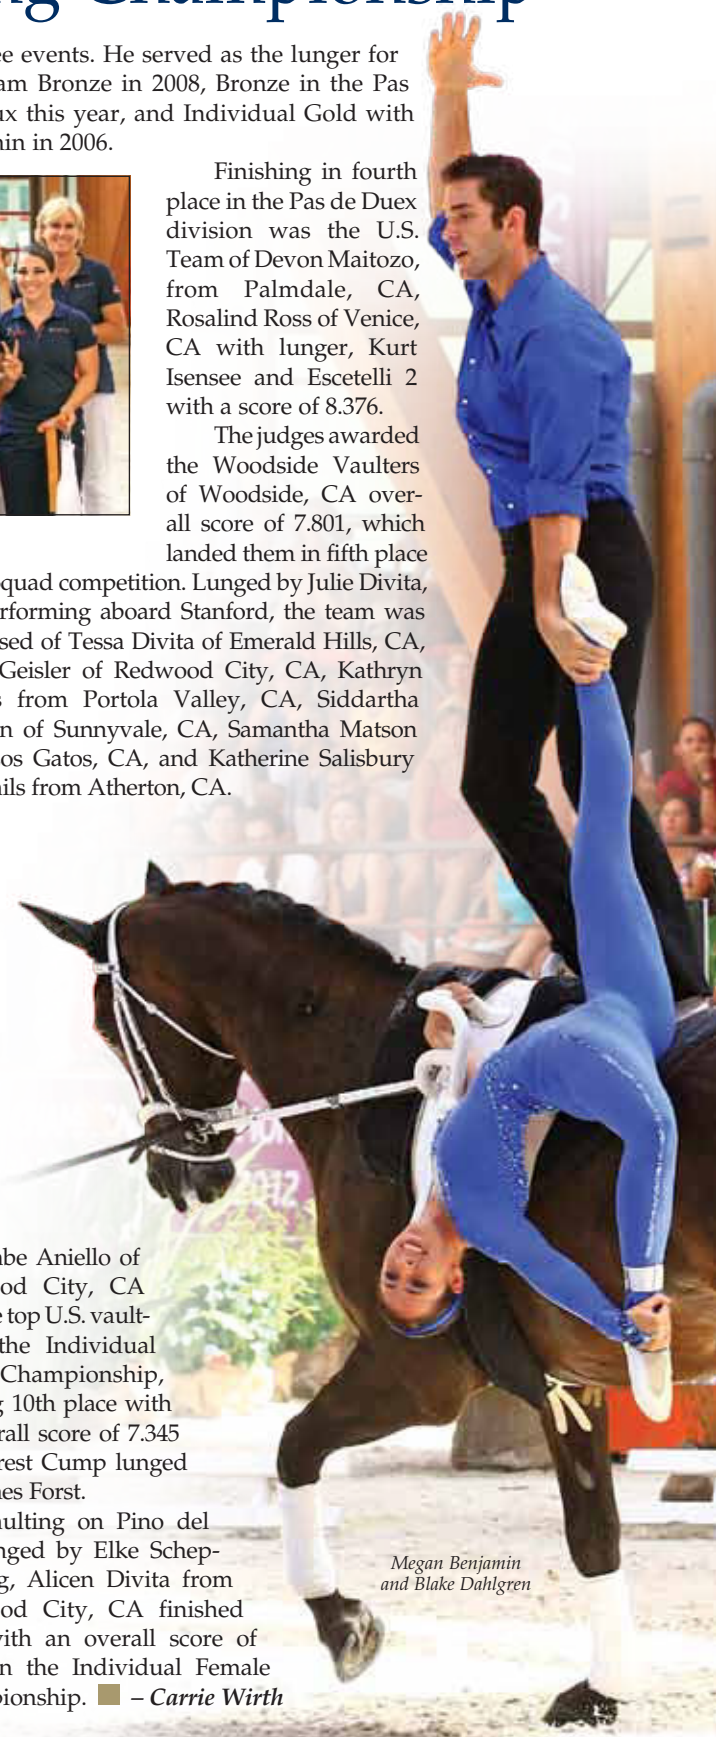 ng Championship
ee events. He served as the lunger for
am Bronze in 2008, Bronze in the Pas
ux this year, and Individual Gold with
min in 2006.
Finishing in fourth
place in the Pas de Duex
division was the U.S.
Team of Devon Maitozo,
from Palmdale, CA,
Rosalind Ross of Venice,
CA with lunger, Kurt
Isensee and Escetelli 2
with a score of 8.376.
The judges awarded
the Woodside Vaulters
of Woodside, CA over-
all score of 7.801, which
landed them in fifth place
quad competition. Lunged by Julie Divita,
rforming aboard Stanford, the team was
sed of Tessa Divita of Emerald Hills, CA,
Geisler of Redwood City, CA, Kathryn
s from Portola Valley, CA, Siddartha
n of Sunnyvale, CA, Samantha Matson
os Gatos, CA, and Katherine Salisbury
ils from Atherton, CA.
2012
be Aniello of
od City, CA
e top U.S. vault-
the Individual
Championship,
g 10th place with
rall score of 7.345
rest Cump lunged
es Forst.
aulting on Pino del
nged by Elke Schep-
g, Alicen Divita from
od City, CA finished
with an overall score of
n the Individual Female
pionship. – Carrie Wirth
Megan Benjamin
and Blake Dahlgren